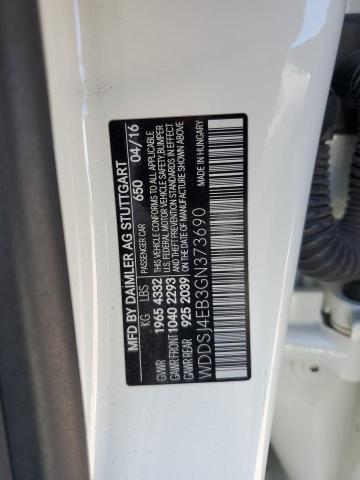 MFD BY DAIMLER AG STUTTGART
PASSENGER CAR 650 04/16
KG LBS
GVWR 1965 4332
GAWR FRONT 1040 2293
GAWR REAR 925 2039
THIS VEHICLE CONFORMS TO ALL APPLICABLE
U.S. FEDERAL MOTOR VEHICLE SAFETY, BUMPER
AND THEFT PREVENTION STANDARDS IN EFFECT
ON THE DATE OF MANUFACTURE SHOWN ABOVE
MADE IN HUNGARY
WDDSJ4EB3GN373690